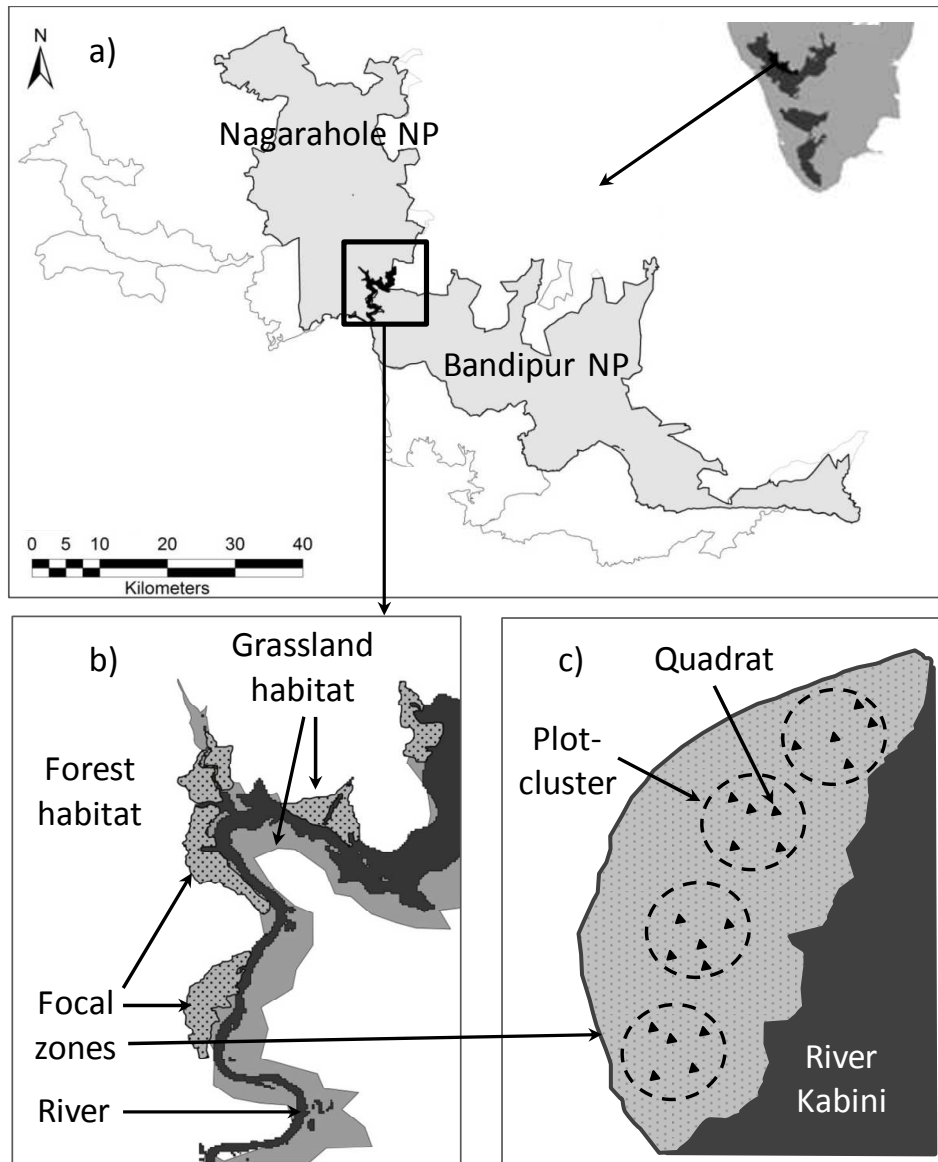 N
a)
Nagarahole NP
Bandipur NP
0 5 10 20 30 40
Kilometers
b)
Grassland
habitat
Forest
habitat
Focal
zones
River
c)
Quadrat
Plot-
cluster
River
Kabini